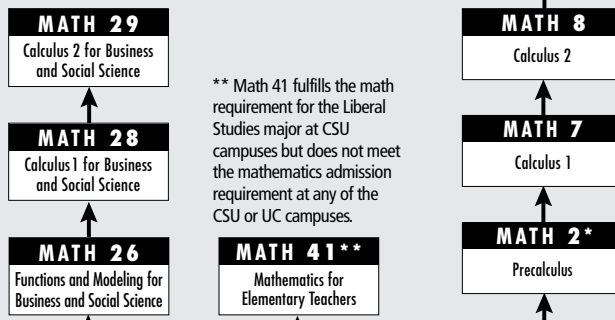 MATH 29
Calculus 2 for Business
and Social Science
MATH 28
Calculus 1 for Business
and Social Science
MATH 26
Functions and Modeling for
Business and Social Science
** Math 41 fulfills the math
requirement for the Liberal
Studies major at CSU
campuses but does not meet
the mathematics admission
requirement at any of the
CSU or UC campuses.
MATH 41**
Mathematics for
Elementary Teachers
MATH 8
Calculus 2
MATH 7
Calculus 1
MATH 2*
Precalculus